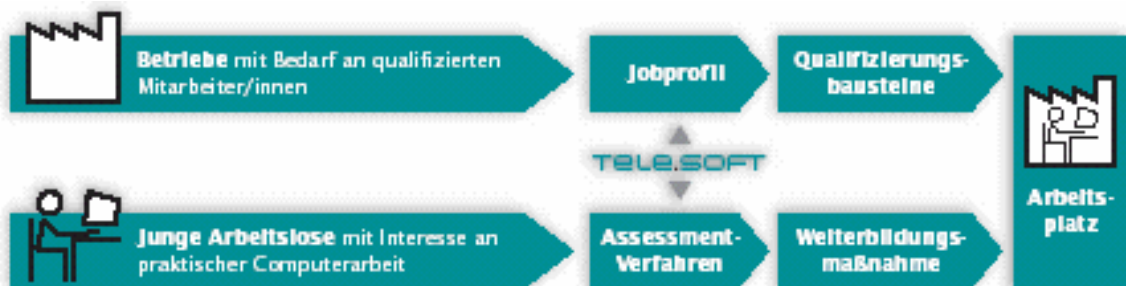 Betriebe mit Bedarf an qualifizierten
Mitarbeiter/innen
Jobprofil
Qualifizierungs-
bausteine
TELE.SOFT
Junge Arbeitslose mit Interesse an
praktischer Computerarbeit
Assessment-
Verfahren
Weiterbildungs-
maßnahme
Arbeits-
platz